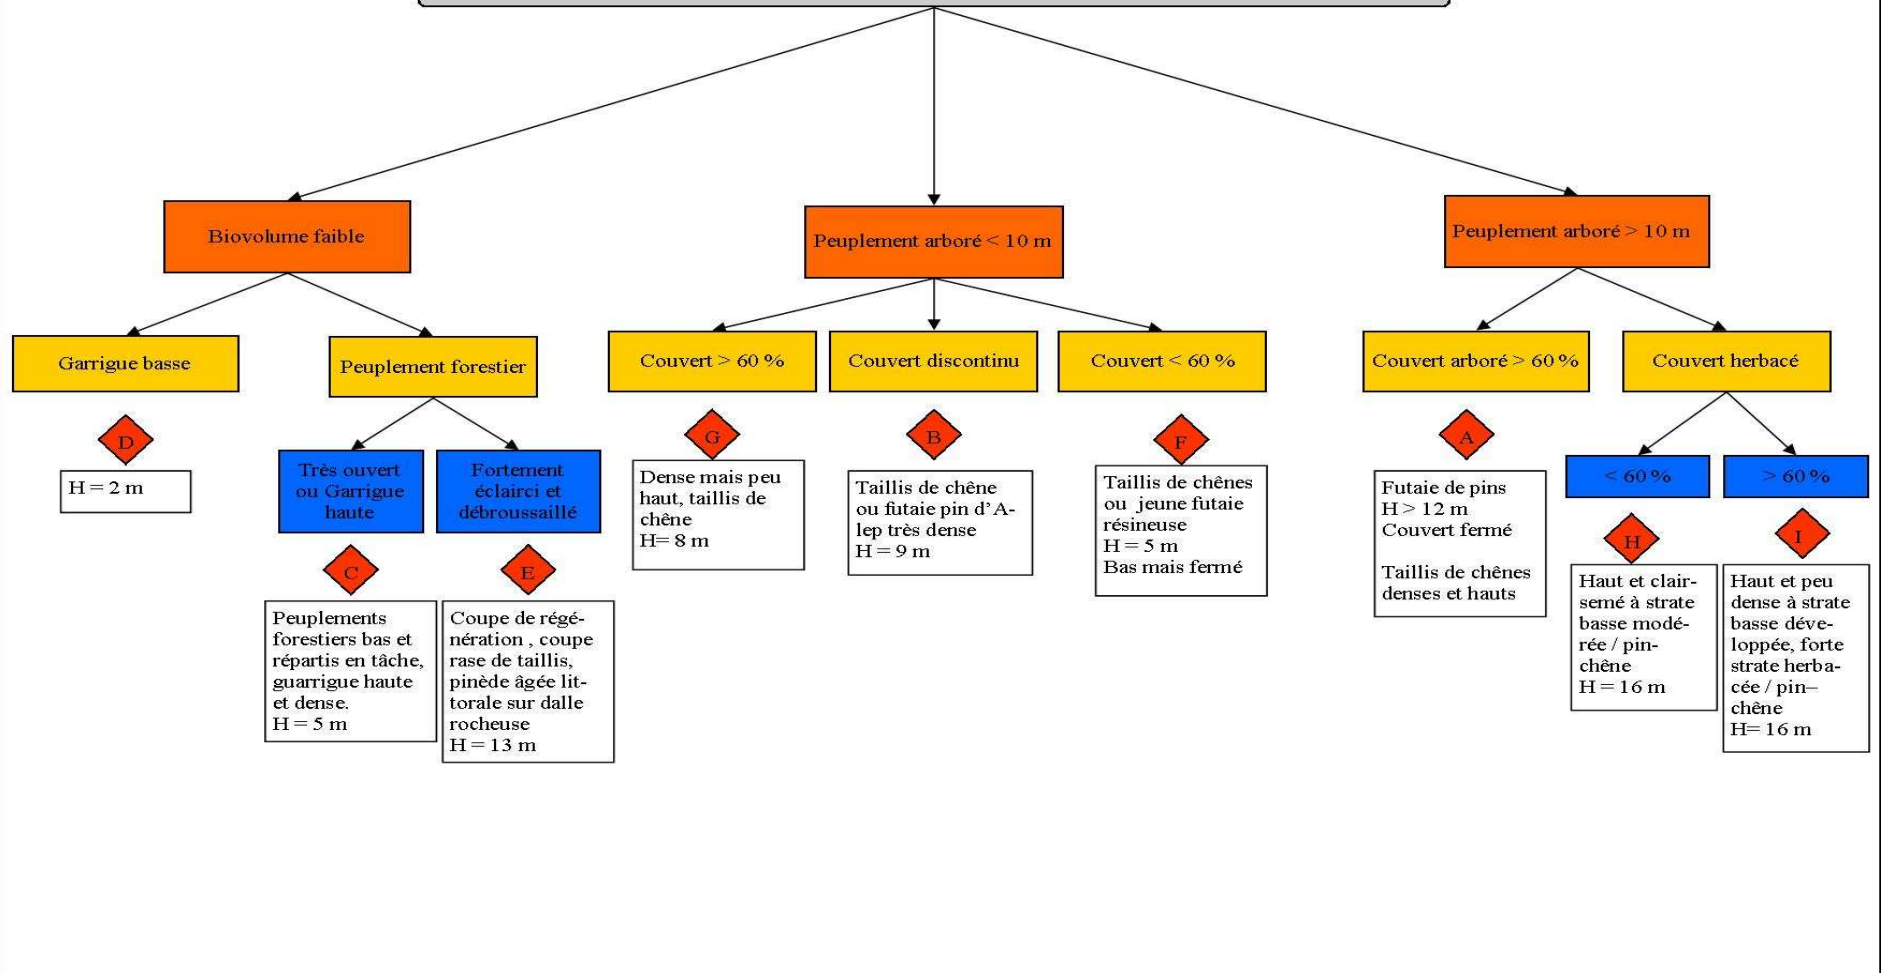 Biovolume faible
Peuplement arboré < 10 m
Peuplement arboré > 10 m
Garrigue basse
Peuplement forestier
Couvert > 60 %
Couvert discontinu
Couvert < 60 %
Couvert arboré > 60 %
Couvert herbacé
D
H = 2 m
Très ouvert
ou Garrigue
haute
Fortement
éclairci et
débroussaillé
C
Peuplements
forestiers bas et
répartis en tâche,
guarrigue haute
et dense.
H = 5 m
E
Coupe de régé-
nération , coupe
rase de taillis,
pinède âgée lit-
torale sur dalle
rocheuse
H = 13 m
G
Dense mais peu
haut, taillis de
chêne
H= 8 m
B
Taillis de chêne
ou futaie pin d'A-
lep très dense
H = 9 m
F
Taillis de chênes
ou jeune futaie
résineuse
H = 5 m
Bas mais fermé
A
Futaie de pins
H > 12 m
Couvert fermé
Taillis de chênes
denses et hauts
< 60 %
> 60 %
H
Haut et clair-
semé à strate
basse modé-
rée / pin-
chêne
H = 16 m
I
Haut et peu
dense à strate
basse déve-
loppée, forte
strate herba-
cée / pin–
chêne
H= 16 m